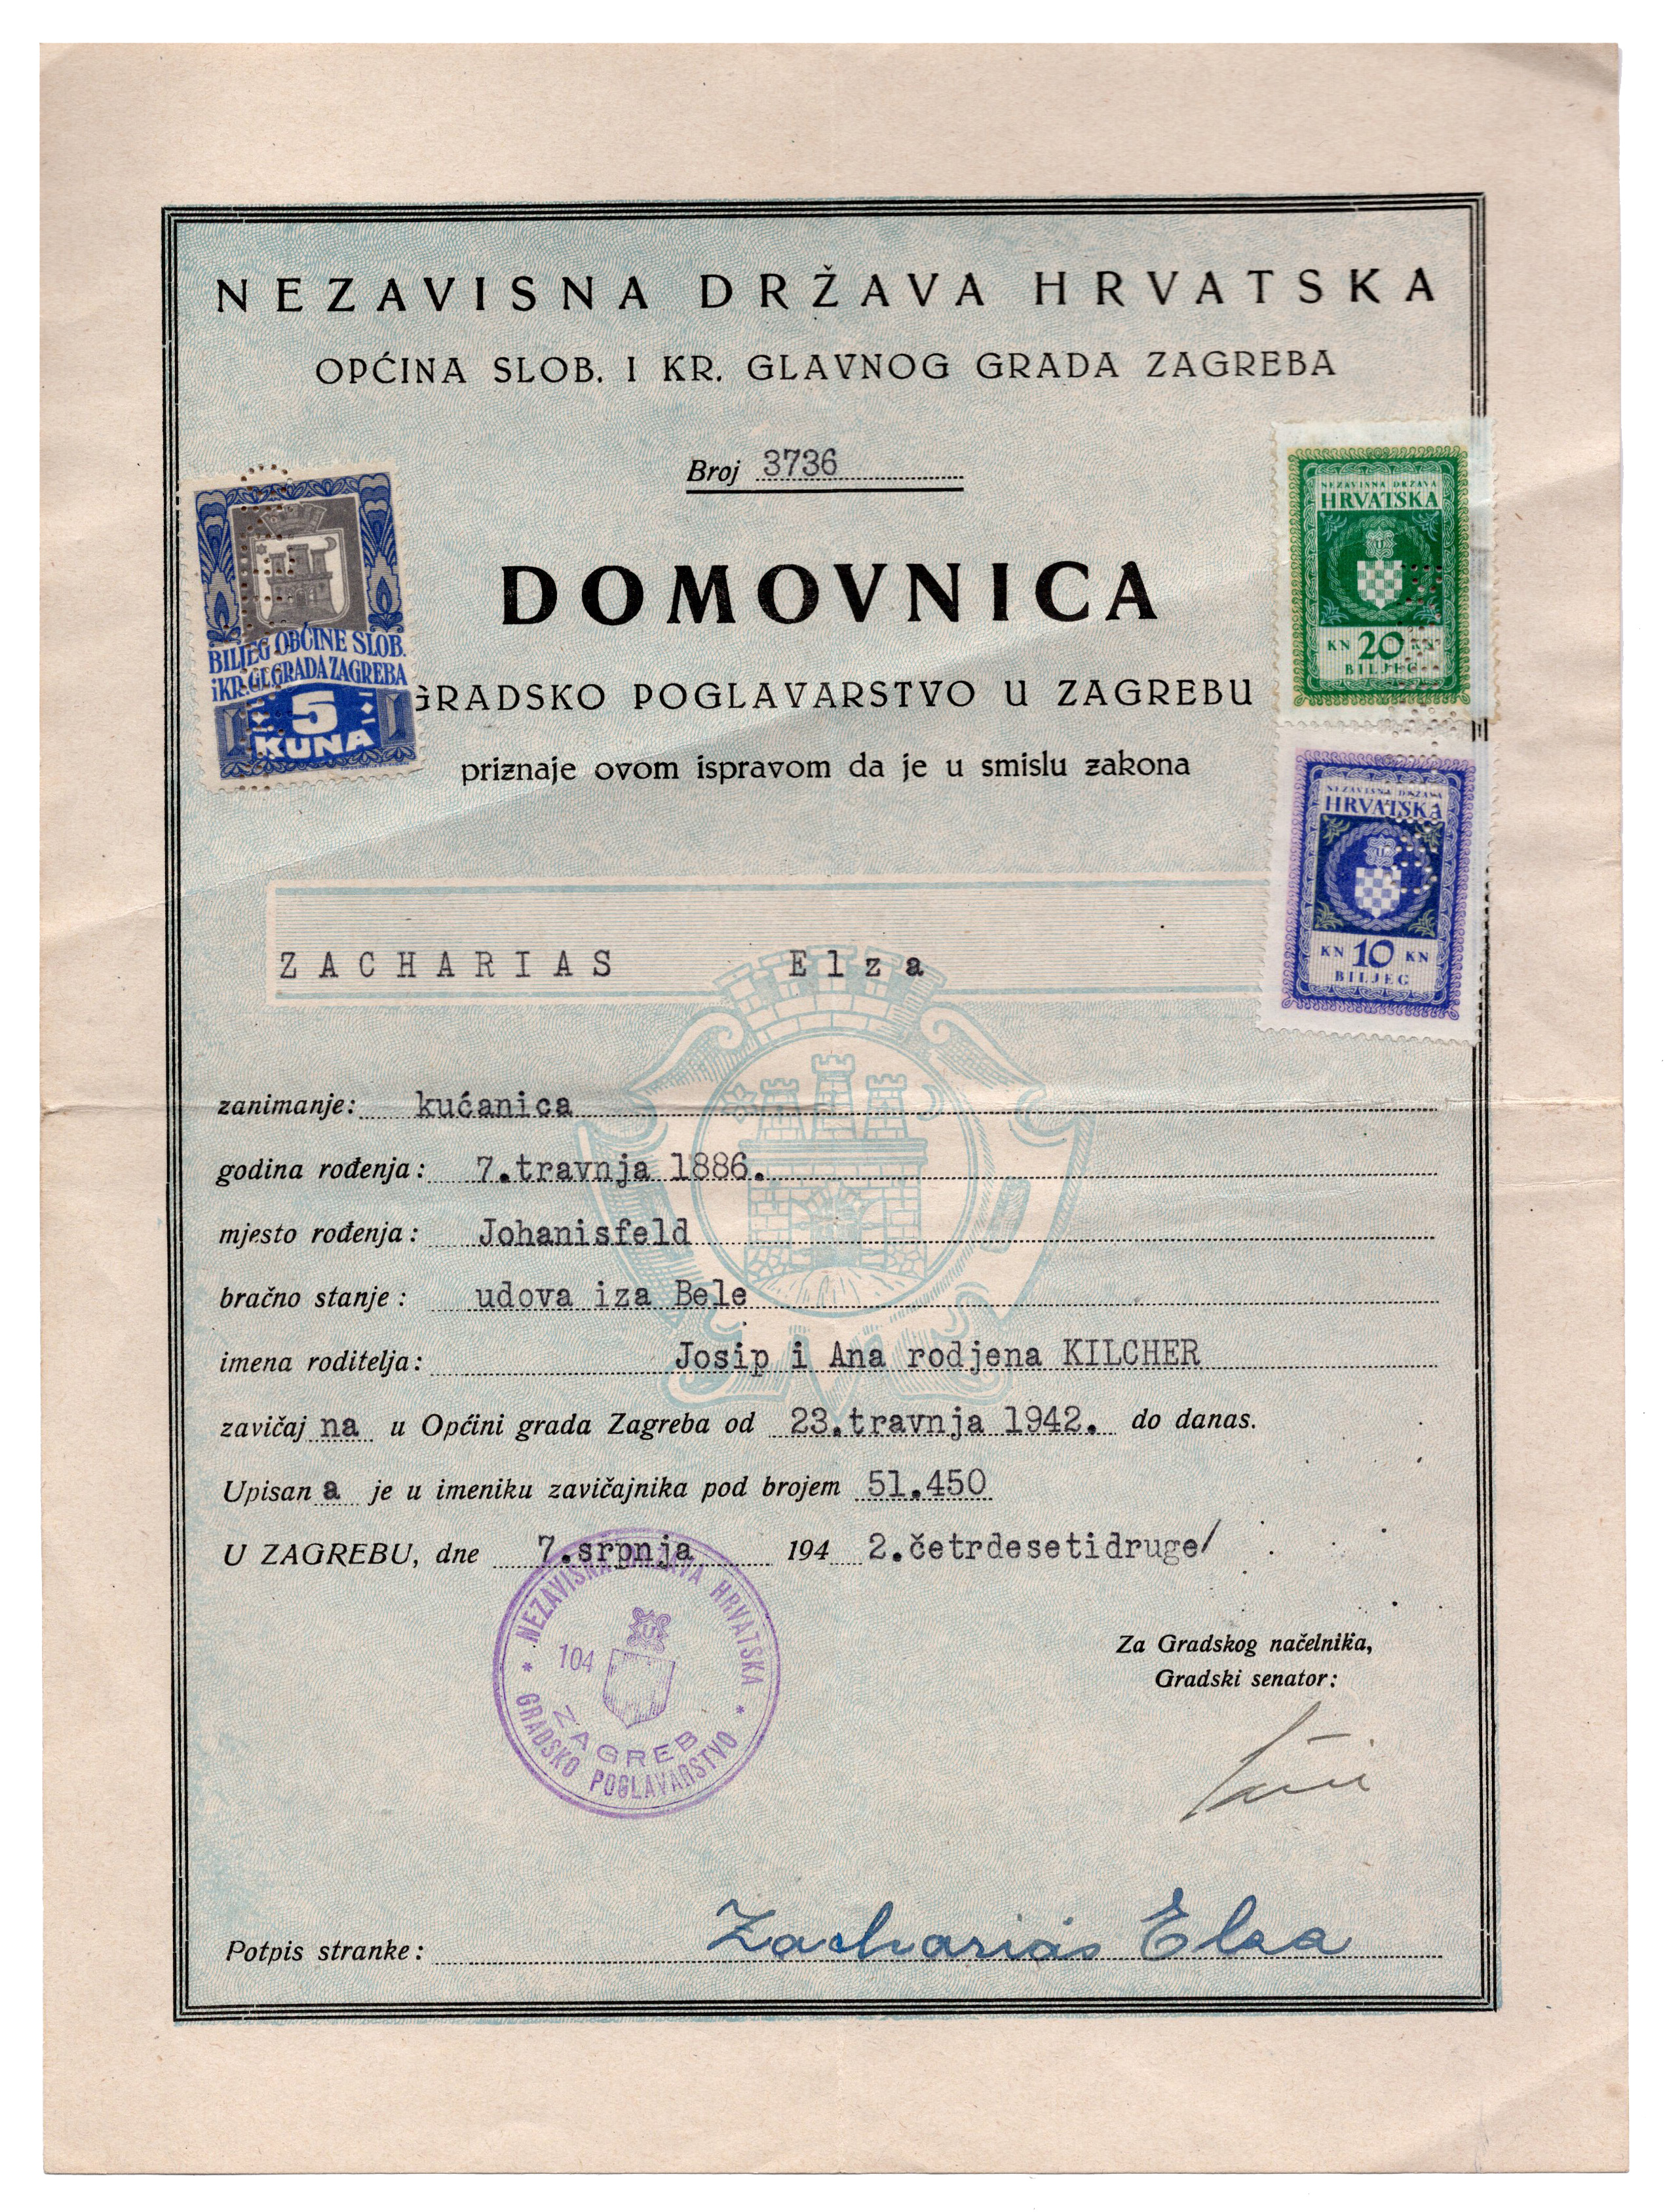 NEZAVISNA DRŽAVA HRVATSKA
OPĆINA SLOB. I KR. GLAVNOG GRADA ZAGREBA
Broj 3736
BILJEG OBĆINE SLOB.
i KR. GL. GRADA ZAGREBA
5
KUNA
NEZAVISNA DRŽAVA
HRVATSKA
KN 20 KN
BILJEG
DOMOVNICA
GRADSKO POGLAVARSTVO U ZAGREBU
priznaje ovom ispravom da je u smislu zakona
NEZAVISNA DRŽAVA
HRVATSKA
KN 10 KN
BILJEG
ZACHARIAS Elza
zanimanje: kućanica
godina rođenja: 7.travnja 1886.
mjesto rođenja: Johanisfeld
bračno stanje: udova iza Bele
imena roditelja: Josip i Ana rodjena KILCHER
zavičaj na u Općini grada Zagreba od 23.travnja 1942. do danas.
Upisan a je u imeniku zavičajnika pod brojem 51.450
U ZAGREBU, dne 7.srpnja 194 2.četrdesetidruge/
NEZAVISNA DRŽAVA HRVATSKA
104
ZAGREB
GRADSKO POGLAVARSTVO
Za Gradskog načelnika,
Gradski senator:
Potpis stranke: Zacharias Elza